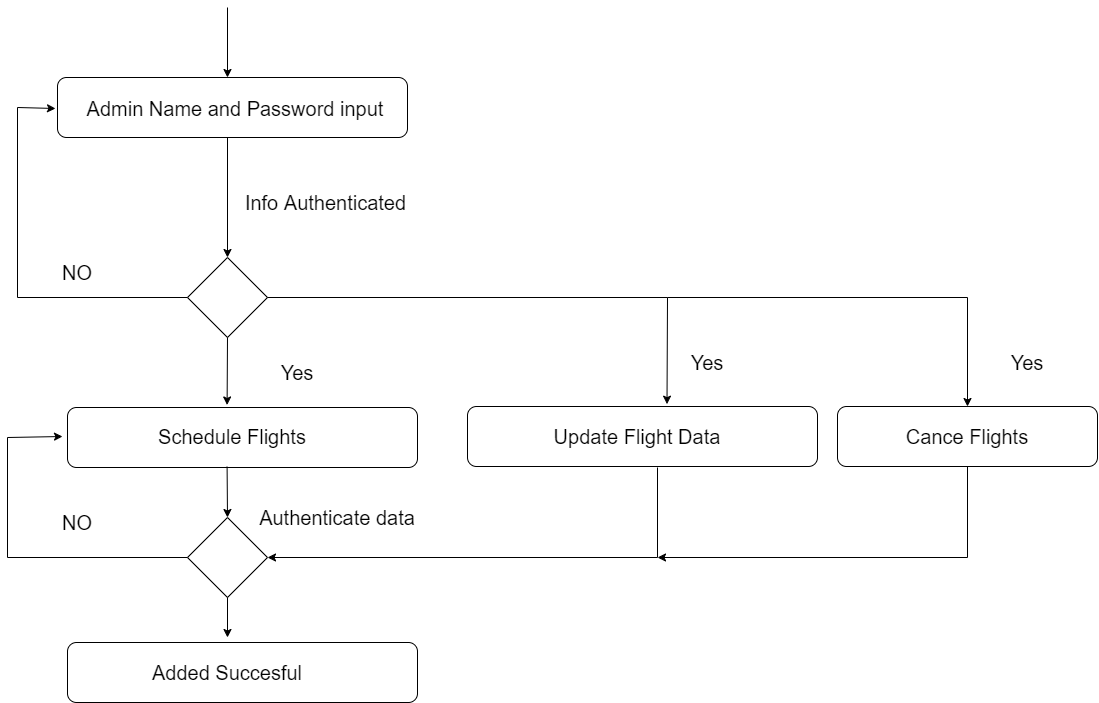 Admin Name and Password input
Info Authenticated
NO
Yes
Yes
Yes
Schedule Flights
Update Flight Data
Cance Flights
NO
Authenticate data
Added Succesful